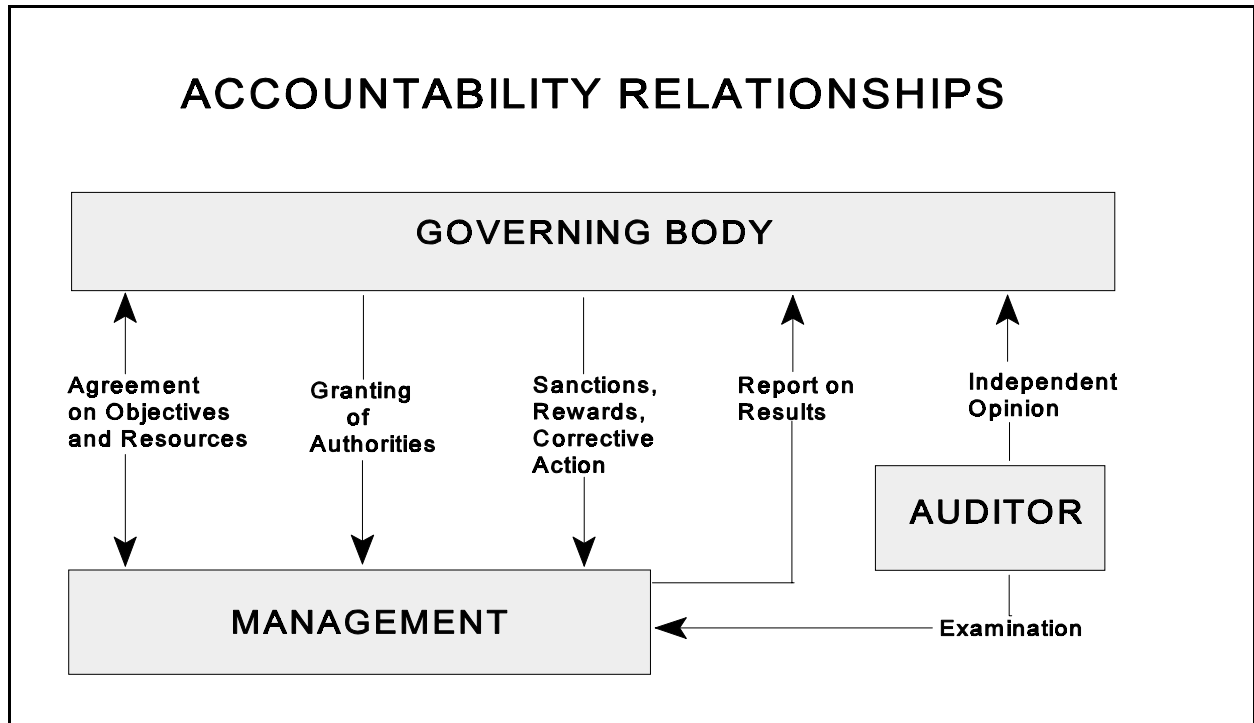 ACCOUNTABILITY RELATIONSHIPS
GOVERNING BODY
Agreement
on Objectives
and Resources
Granting
of
Authorities
Sanctions,
Rewards,
Corrective
Action
Report on
Results
Independent
Opinion
AUDITOR
MANAGEMENT
Examination